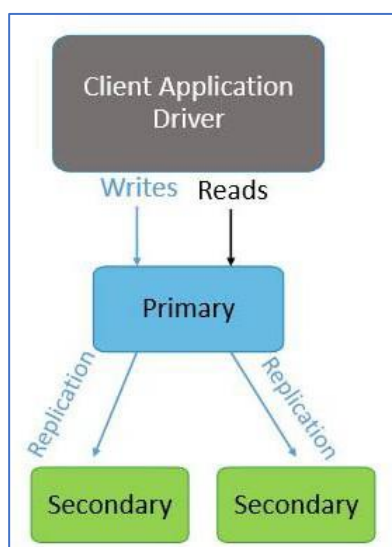 Client Application
Driver
Writes
Reads
Primary
Replication
Replication
Secondary
Secondary